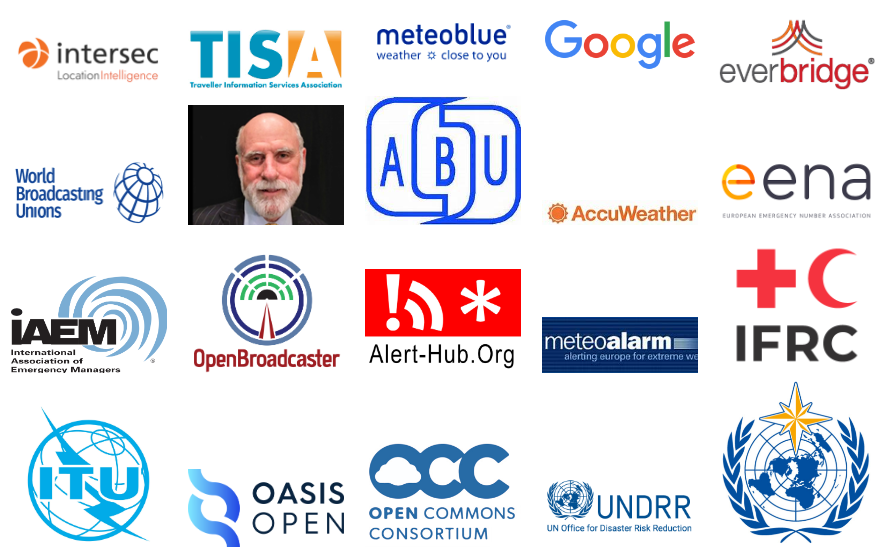 intersec
LocationIntelligence
TISA
Traveller Information Services Association
meteoblue®
weather close to you
Google
everbridge®
World
Broadcasting
Unions
ABU
AccuWeather
eena
EUROPEAN EMERGENCY NUMBER ASSOCIATION
iAEM
International
Association of
Emergency Managers
®
OpenBroadcaster
! *
Alert-Hub.Org
meteoalarm
alerting europe for extreme we
IFRC
ITU
OASIS
OPEN
OCC
OPEN COMMONS
CONSORTIUM
UNDRR
UN Office for Disaster Risk Reduction